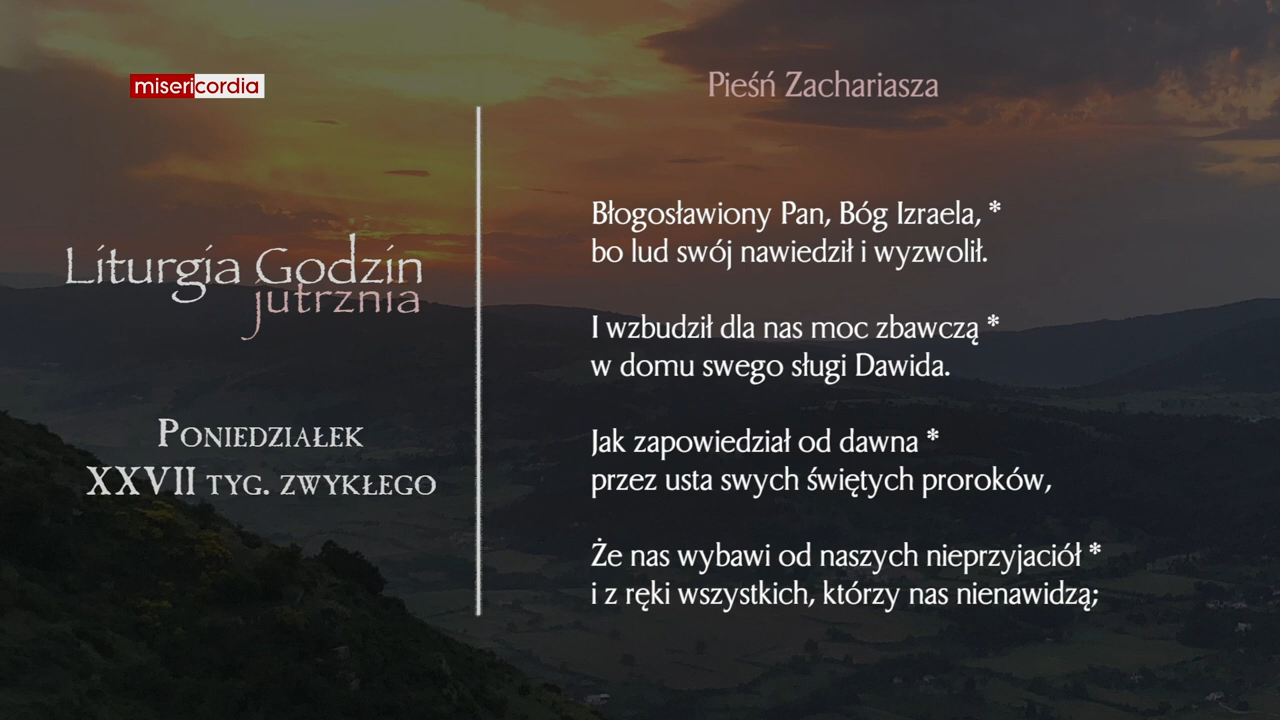 misericordia
Liturgia Godzin
jutrznia
Poniedziałek
XXVII tyg. zwykłego
Pieśń Zachariasza
Błogosławiony Pan, Bóg Izraela, *
bo lud swój nawiedził i wyzwolił.
I wzbudził dla nas moc zbawczą *
w domu swego sługi Dawida.
Jak zapowiedział od dawna *
przez usta swych świętych proroków,
Że nas wybawi od naszych nieprzyjaciół *
i z ręki wszystkich, którzy nas nienawidzą;